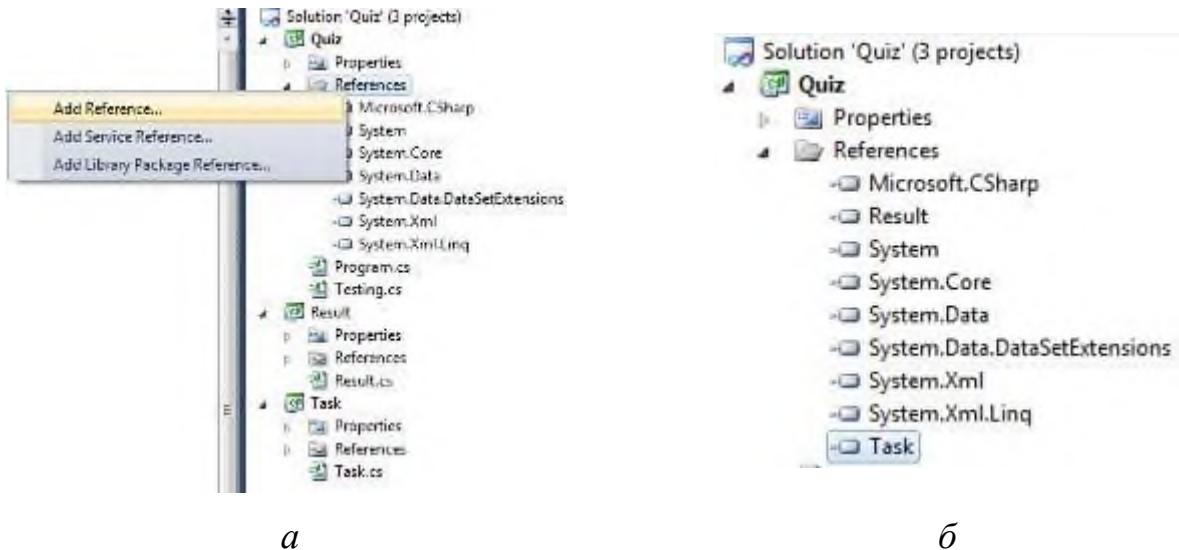 Solution 'Quiz' (3 projects)
Quiz
Properties
References
Add Reference...
Add Service Reference...
Add Library Package Reference...
Microsoft.CSharp
System
System.Core
System.Data
System.Data.DataSetExtensions
System.Xml
System.Xml.Linq
Program.cs
Testing.cs
Result
Properties
References
Result.cs
Task
Properties
References
Task.cs
а
Solution 'Quiz' (3 projects)
Quiz
Properties
References
Microsoft.CSharp
Result
System
System.Core
System.Data
System.Data.DataSetExtensions
System.Xml
System.Xml.Linq
Task
б